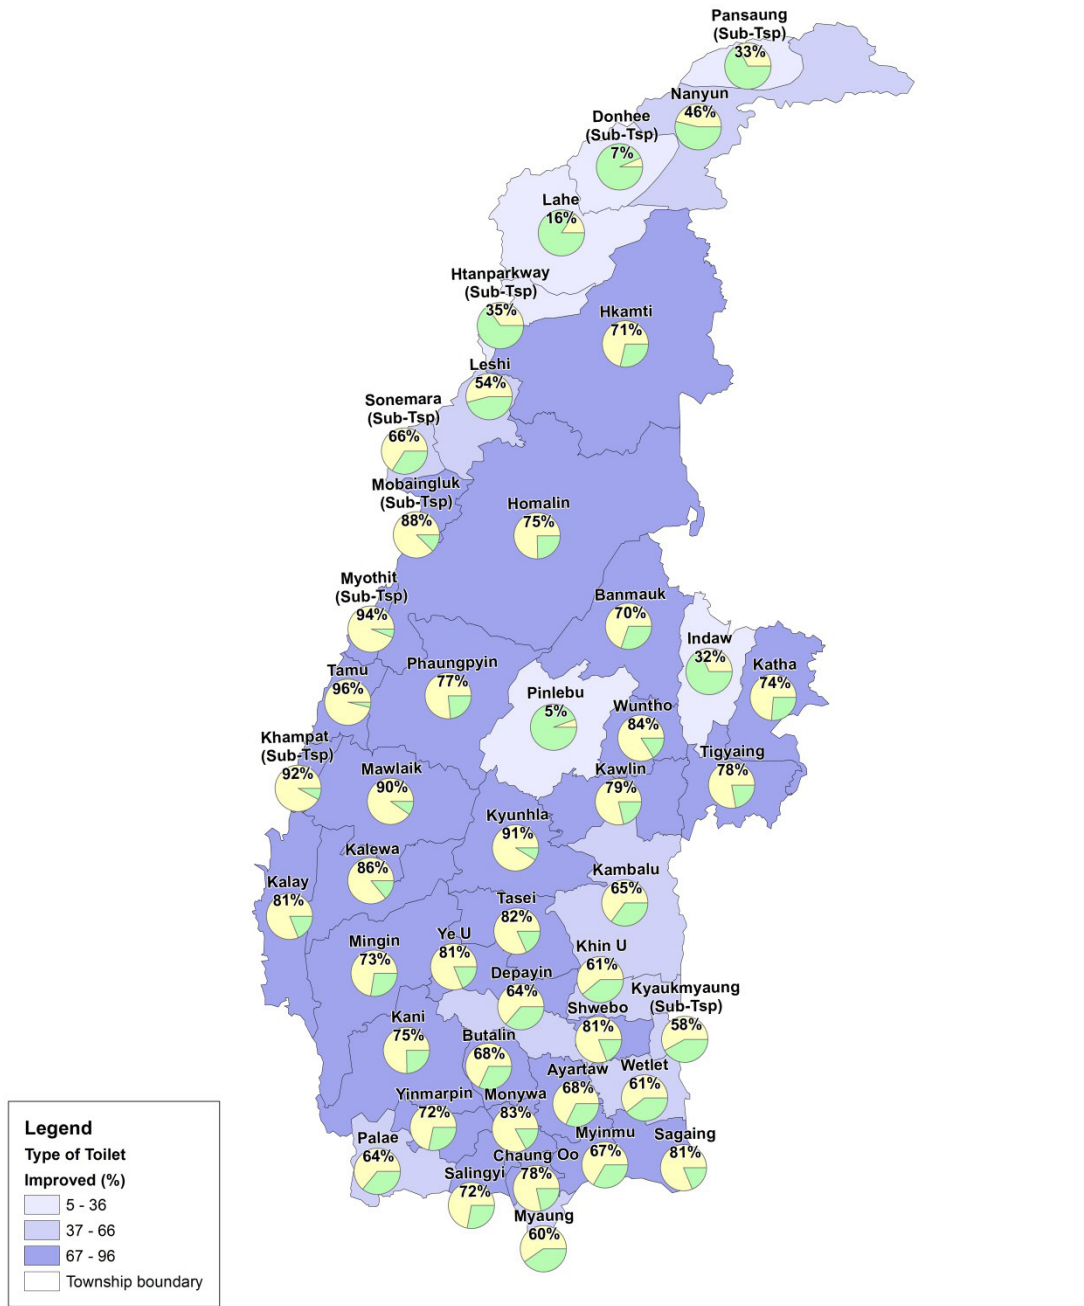 Pansaung
(Sub-Tsp)
33%
Nanyun
46%
Donhee
(Sub-Tsp)
7%
Lahe
16%
Htanparkway
(Sub-Tsp)
35%
Hkamti
71%
Leshi
54%
Sonemara
(Sub-Tsp)
66%
Mobaingluk
(Sub-Tsp)
88%
Homalin
75%
Myothit
(Sub-Tsp)
94%
Banmauk
70%
Indaw
32%
Katha
74%
Tamu
96%
Phaungpyin
77%
Pinlebu
5%
Wuntho
84%
Khampat
(Sub-Tsp)
92%
Mawlaik
90%
Kawlin
79%
Tigyaing
78%
Kyunhla
91%
Kalewa
86%
Kambalu
65%
Kalay
81%
Tasei
82%
Mingin
73%
Ye U
81%
Khin U
61%
Depayin
64%
Kyaukmyaung
(Sub-Tsp)
58%
Shwebo
81%
Kani
75%
Butalin
68%
Ayartaw
68%
Wetlet
61%
Yinmarpin
72%
Monywa
83%
Palae
64%
Myinmu
67%
Sagaing
81%
Chaung Oo
78%
Salingyi
72%
Myaung
60%
Legend
Type of Toilet
Improved (%)
5 - 36
37 - 66
67 - 96
Township boundary